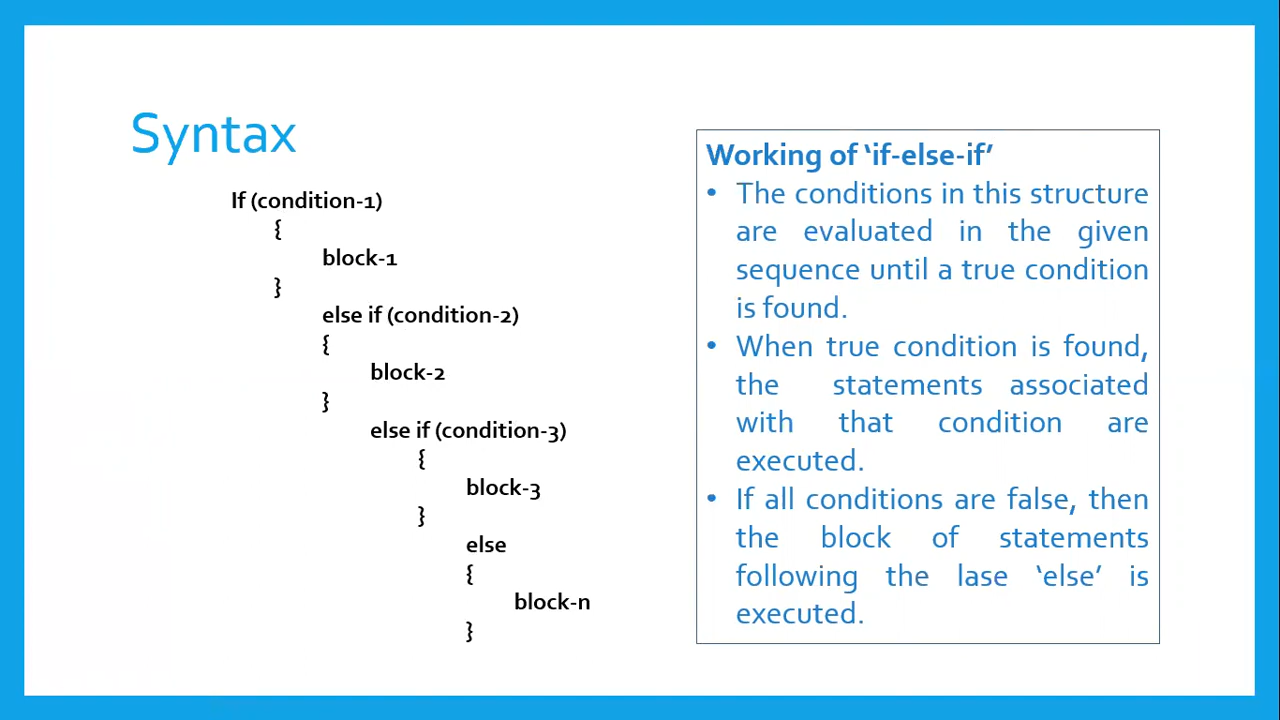 Syntax
If (condition-1)
{
block-1
}
else if (condition-2)
{
block-2
}
else if (condition-3)
{
block-3
}
else
{
block-n
}
Working of ‘if-else-if’
• The conditions in this structure
are evaluated in the given
sequence until a true condition
is found.
• When true condition is found,
the statements associated
with that condition are
executed.
• If all conditions are false, then
the block of statements
following the lase ‘else’ is
executed.